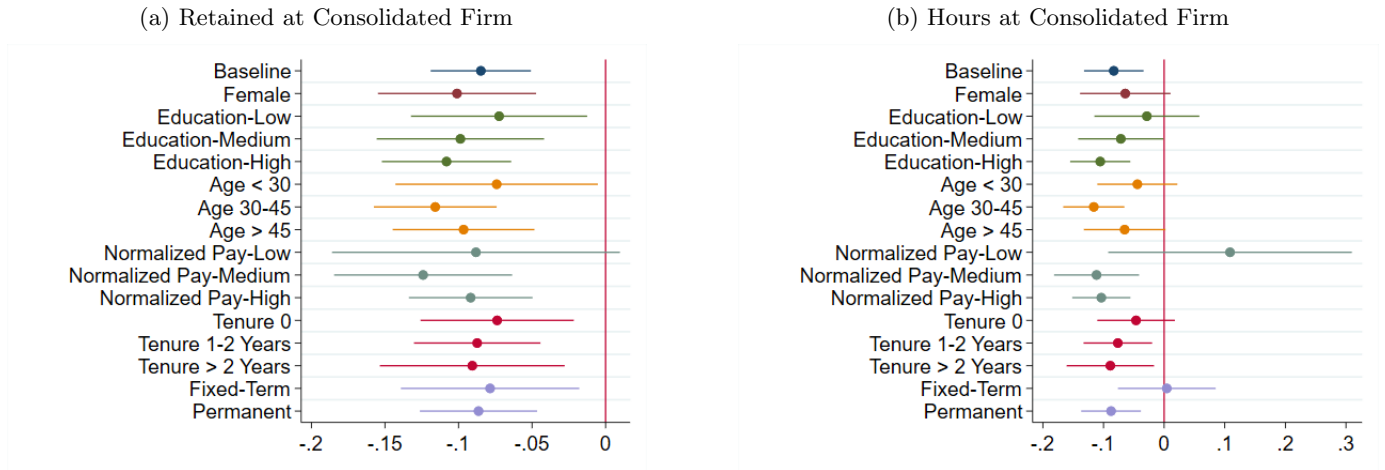 (a) Retained at Consolidated Firm
Baseline
Female
Education-Low
Education-Medium
Education-High
Age < 30
Age 30-45
Age > 45
Normalized Pay-Low
Normalized Pay-Medium
Normalized Pay-High
Tenure 0
Tenure 1-2 Years
Tenure > 2 Years
Fixed-Term
Permanent
-.2 -.15 -.1 -.05 0
(b) Hours at Consolidated Firm
Baseline
Female
Education-Low
Education-Medium
Education-High
Age < 30
Age 30-45
Age > 45
Normalized Pay-Low
Normalized Pay-Medium
Normalized Pay-High
Tenure 0
Tenure 1-2 Years
Tenure > 2 Years
Fixed-Term
Permanent
-.2 -.1 0 .1 .2 .3